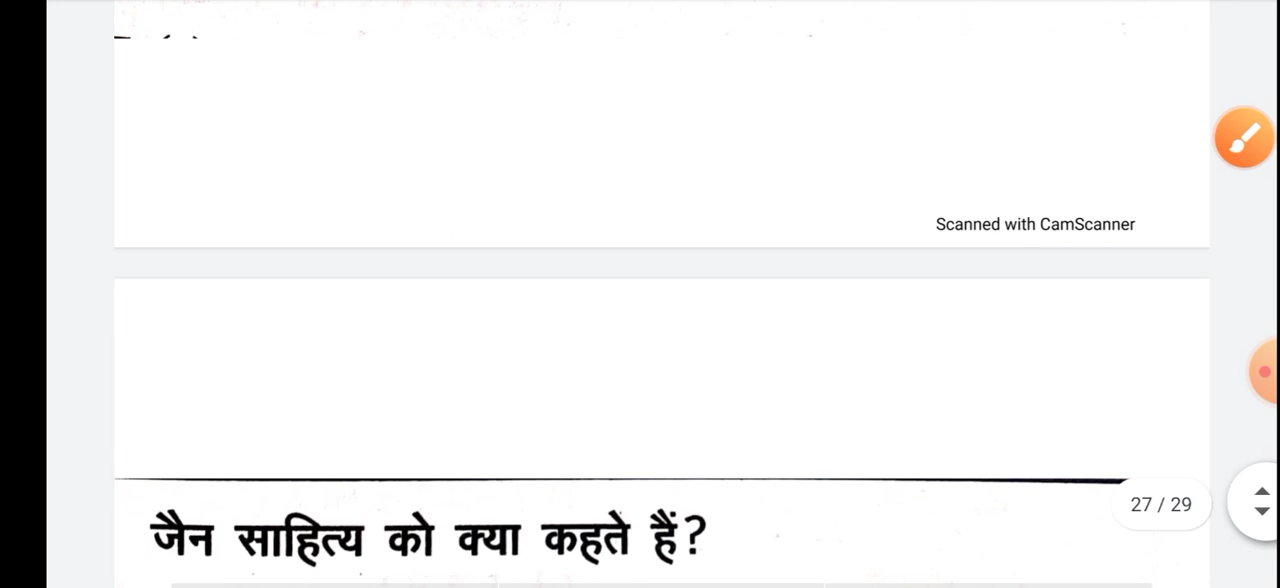 Scanned with CamScanner
27 / 29
जैन साहित्य को क्या कहते हैं?